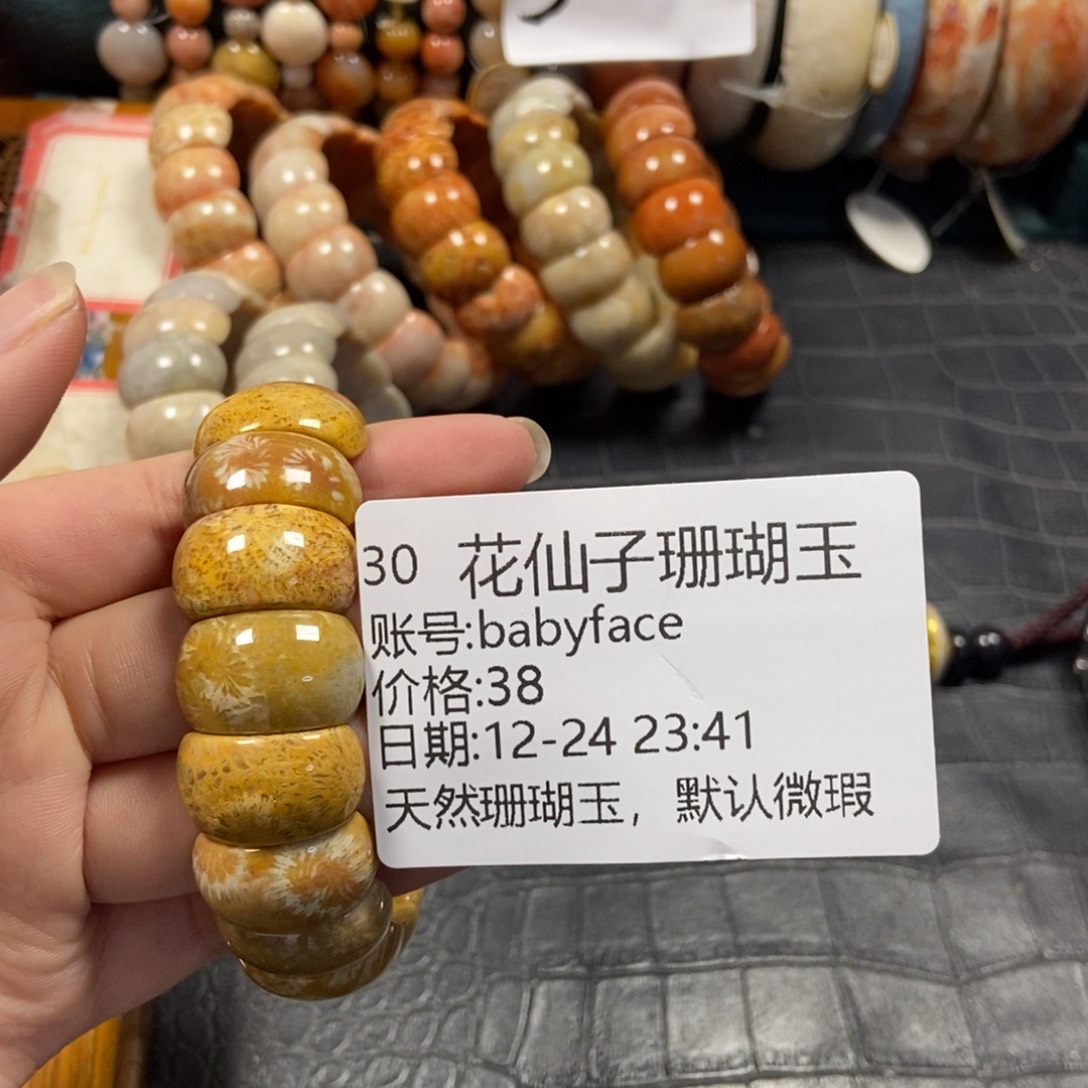 30 花仙子珊瑚玉
账号:babyface
价格:38
日期:12-24 23:41
天然珊瑚玉，默认微瑕